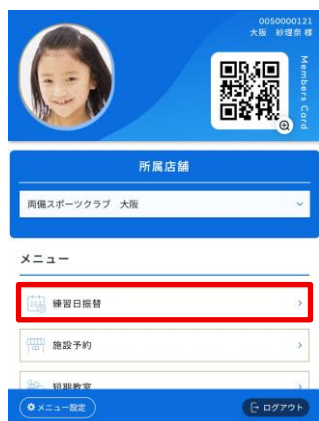 0050000121
大阪 紗理奈 様
Members Card
所属店舗
両備スポーツクラブ 大阪
メニュー
練習日振替
施設予約
短期教室
メニュー設定
ログアウト